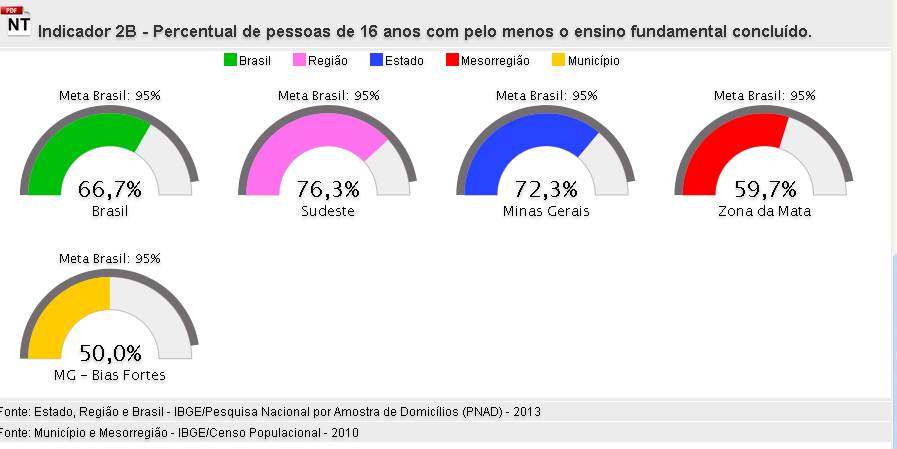 PDF
NT
Indicador 2B - Percentual de pessoas de 16 anos com pelo menos o ensino fundamental concluído.
Brasil Região Estado Mesorregião Município
Meta Brasil: 95% Meta Brasil: 95% Meta Brasil: 95% Meta Brasil: 95%
66,7% 76,3% 72,3% 59,7%
Brasil Sudeste Minas Gerais Zona da Mata
Meta Brasil: 95%
50,0%
MG - Bias Fortes
Fonte: Estado, Região e Brasil - IBGE/Pesquisa Nacional por Amostra de Domicílios (PNAD) - 2013
Fonte: Município e Mesorregião - IBGE/Censo Populacional - 2010